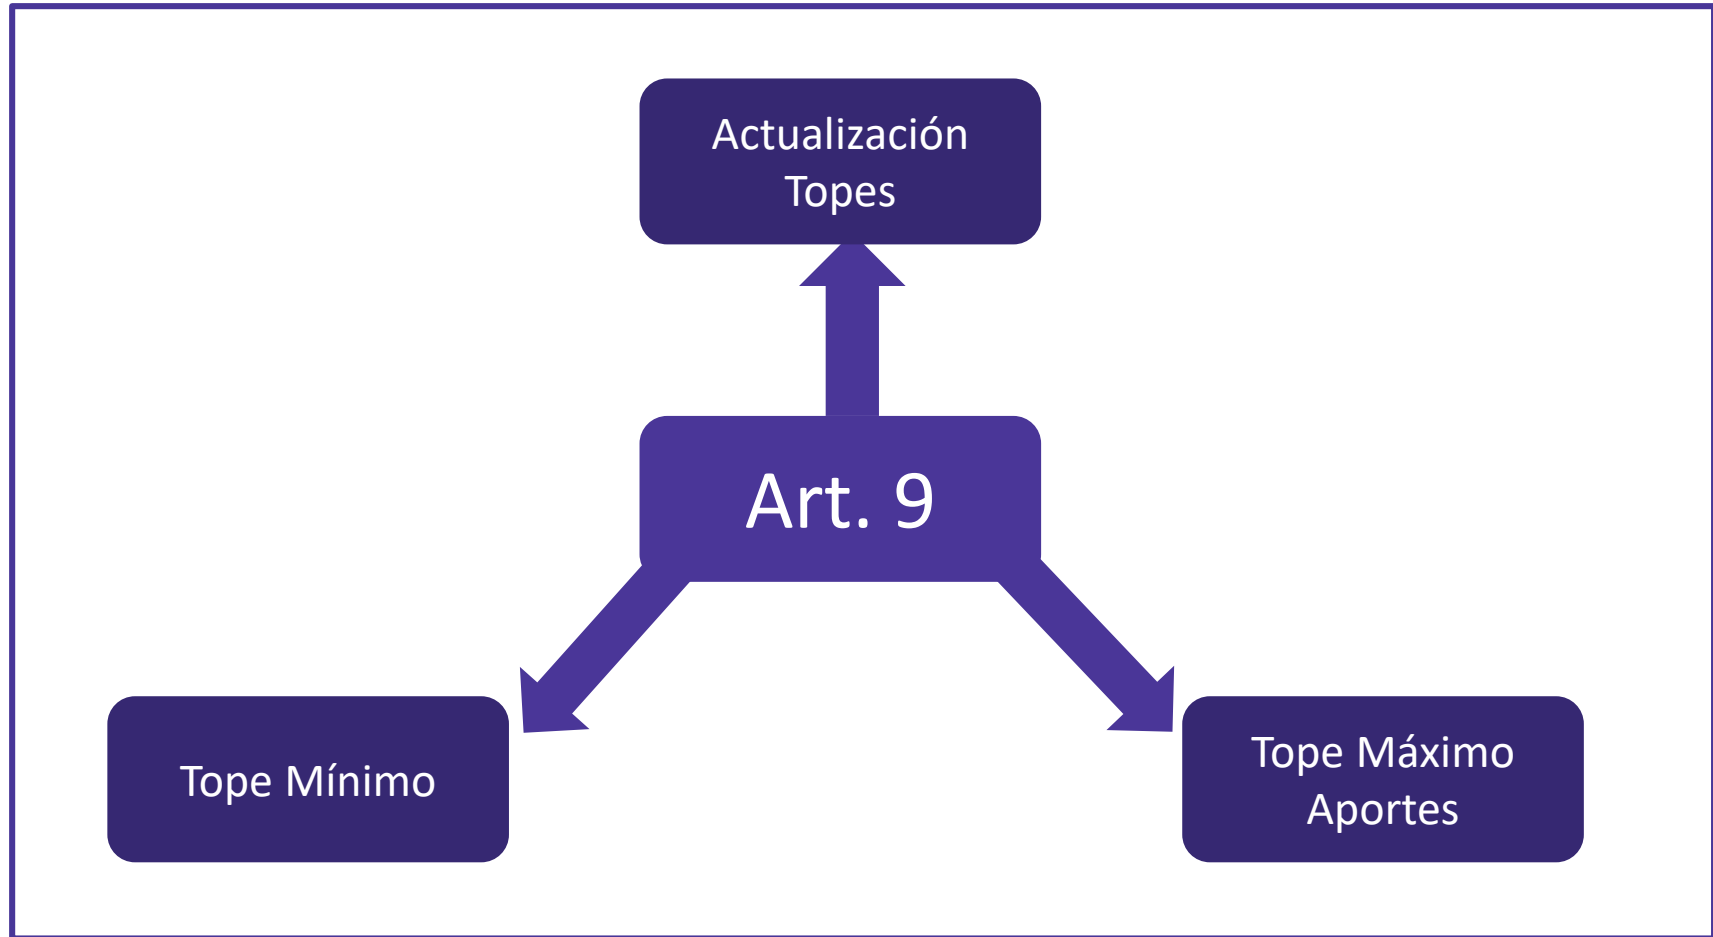 Actualización
Topes
Art. 9
Tope Mínimo
Tope Máximo
Aportes